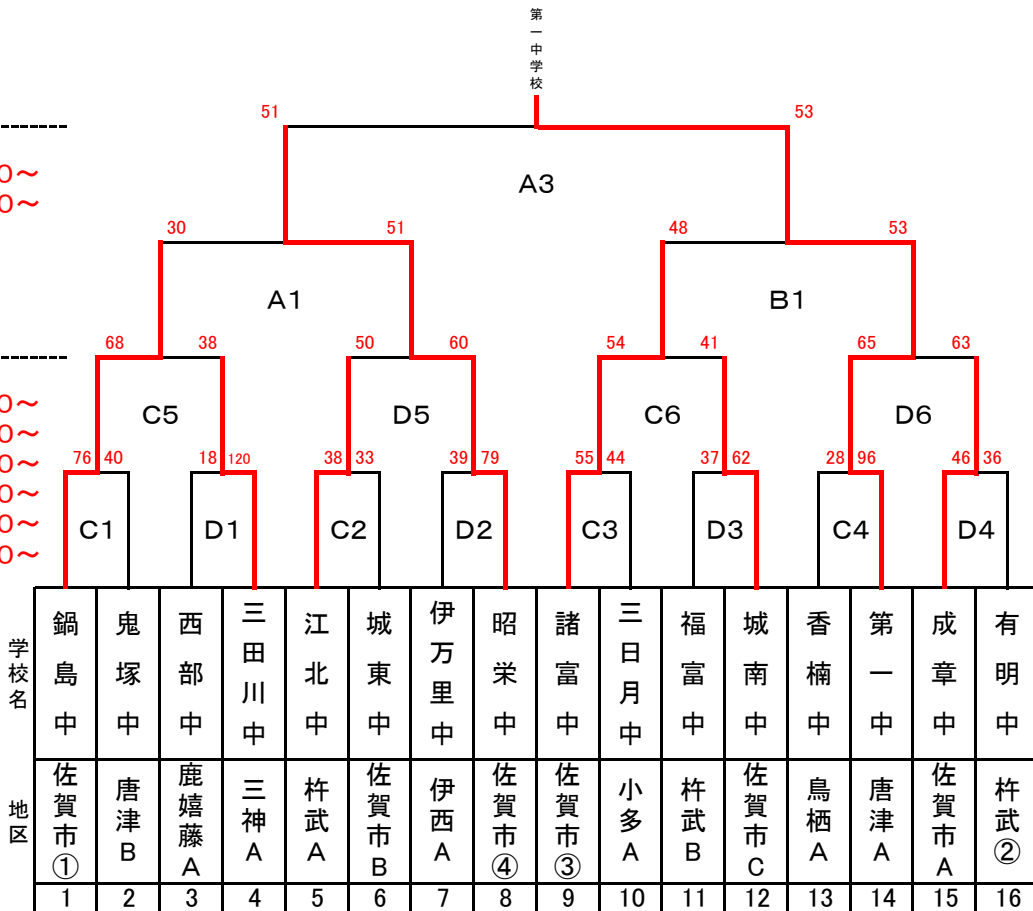 第一中学校
51 53
0～
0～
A3
30 51 48 53
A1 B1
68 38 50 60 54 41 65 63
0～
C5 D5 C6 D6
0～
0～
76 40 18 120 38 33 39 79 55 44 37 62 28 96 46 36
0～
0～
C1 D1 C2 D2 C3 D3 C4 D4
0～
学校名 鍋島中 鬼塚中 西部中 三田川中 江北中 城東中 伊万里中 昭栄中 諸富中 三日月中 福富中 城南中 香楠中 第一中 成章中 有明中
地区 佐賀市① 唐津B 鹿嬉藤A 三神A 杵武A 佐賀市B 伊西A 佐賀市④ 佐賀市③ 小多A 杵武B 佐賀市C 鳥栖A 唐津A 佐賀市A 杵武②
1 2 3 4 5 6 7 8 9 10 11 12 13 14 15 16